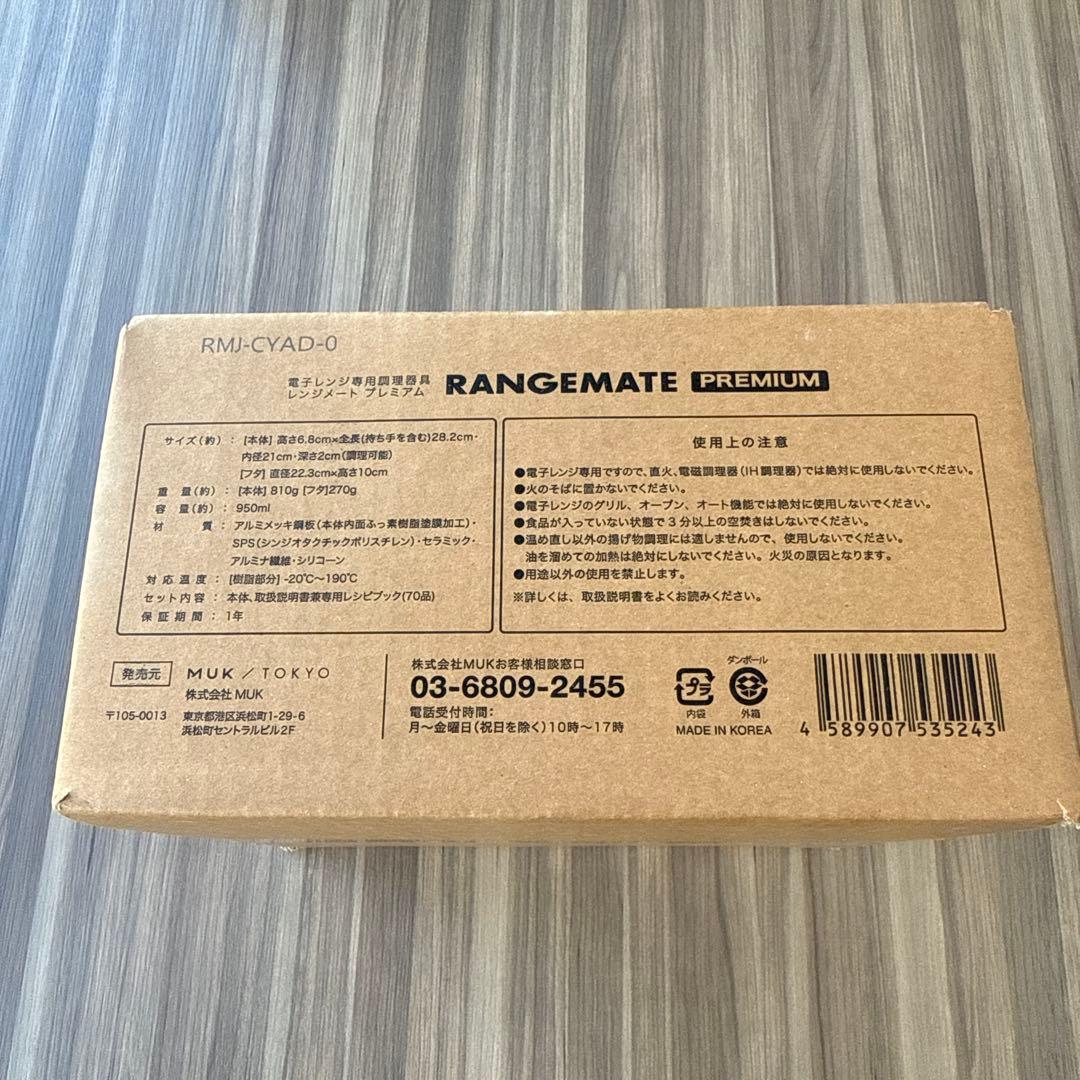 RMJ-CYAD-0
電子レンジ専用調理器具
レンジメート プレミアム
RANGEMATE PREMIUM
サイズ(約) : [本体] 高さ6.8cm×全長(持ち手を含む)28.2cm・
内径21cm・深さ2cm(調理可能)
[フタ] 直径22.3cm×高さ10cm
重量(約) : [本体] 810g [フタ]270g
容量(約) : 950ml
材質 : アルミメッキ鋼板(本体内面ふっ素樹脂塗膜加工)・
SPS(シンジオタクチックポリスチレン)・セラミック・
アルミナ繊維・シリコーン
対応温度 : [樹脂部分] -20℃～190℃
セット内容 : 本体、取扱説明書兼専用レシピブック(70品)
保証期間 : 1年
使用上の注意
●電子レンジ専用ですので、直火、電磁調理器(IH調理器)では絶対に使用しないでください。
●火のそばに置かないでください。
●電子レンジのグリル、オーブン、オート機能では絶対に使用しないでください。
●食品が入っていない状態で3分以上の空焚きはしないでください。
●温め直し以外の揚げ物調理には適しませんので、使用しないでください。
油を溜めての加熱は絶対にしないでください。火災の原因となります。
●用途以外の使用を禁止します。
※詳しくは、取扱説明書をよくお読みください。
発売元 MUK / TOKYO
株式会社 MUK
〒105-0013 東京都港区浜松町1-29-6
浜松町セントラルビル2F
株式会社MUKお客様相談窓口
03-6809-2455
電話受付時間:
月～金曜日(祝日を除く)10時～17時
プラ
内袋
ダンボール
外箱
MADE IN KOREA
4 589907 535243